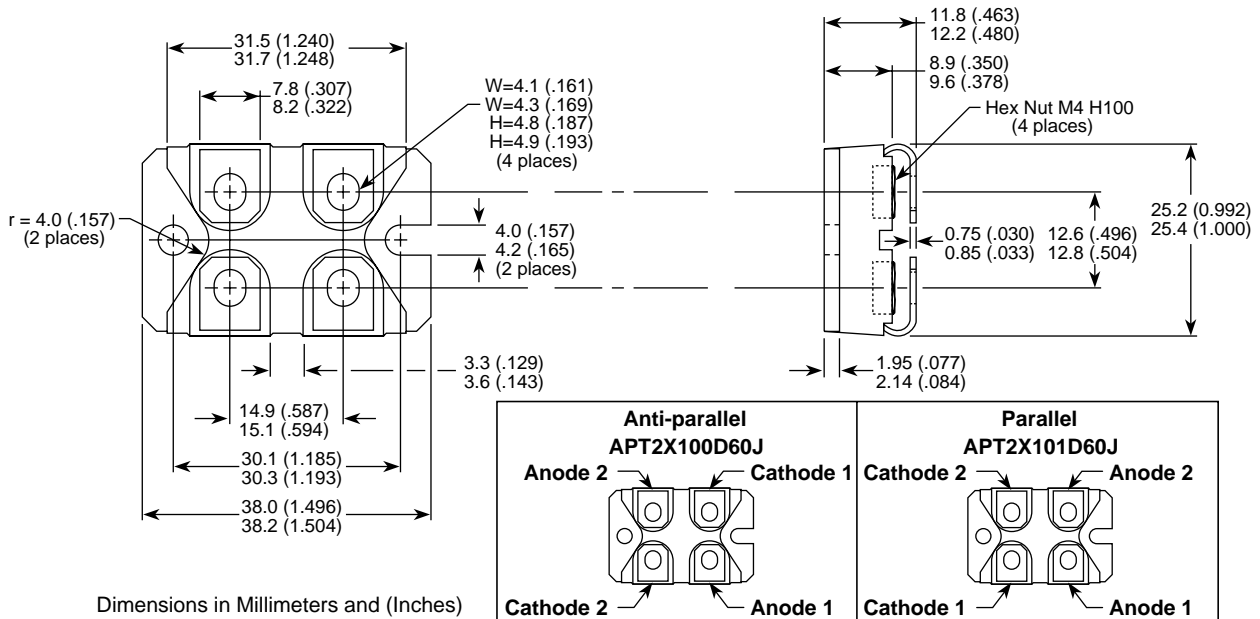 31.5 (1.240)
31.7 (1.248)
7.8 (.307)
8.2 (.322)
W=4.1 (.161)
W=4.3 (.169)
H=4.8 (.187)
H=4.9 (.193)
(4 places)
r = 4.0 (.157)
(2 places)
4.0 (.157)
4.2 (.165)
(2 places)
3.3 (.129)
3.6 (.143)
14.9 (.587)
15.1 (.594)
30.1 (1.185)
30.3 (1.193)
38.0 (1.496)
38.2 (1.504)
11.8 (.463)
12.2 (.480)
8.9 (.350)
9.6 (.378)
Hex Nut M4 H100
(4 places)
0.75 (.030)
0.85 (.033)
12.6 (.496)
12.8 (.504)
25.2 (0.992)
25.4 (1.000)
1.95 (.077)
2.14 (.084)
Anti-parallel
APT2X100D60J
Anode 2
Cathode 1
Cathode 2
Anode 1
Parallel
APT2X101D60J
Cathode 2
Anode 2
Cathode 1
Anode 1
Dimensions in Millimeters and (Inches)